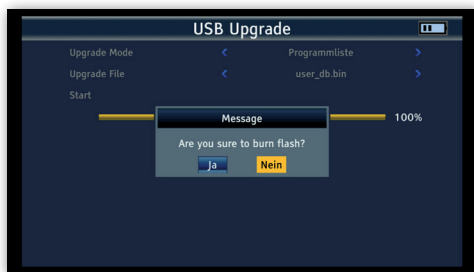 USB Upgrade
Upgrade Mode < Programmliste >
Upgrade File < user_db.bin >
Start
100%
Message
Are you sure to burn flash?
Ja Nein